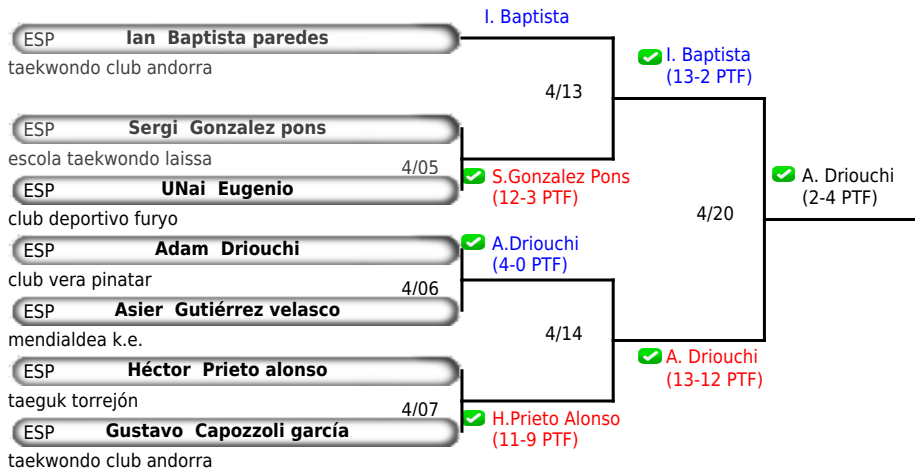 I. Baptista
ESP Ian Baptista paredes
taekwondo club andorra
I. Baptista
(13-2 PTF)
4/13
ESP Sergi Gonzalez pons
escola taekwondo laissa
4/05
S.Gonzalez Pons
(12-3 PTF)
ESP UNai Eugenio
club deportivo furyo
A. Driouchi
(2-4 PTF)
4/20
ESP Adam Driouchi
club vera pinatar
A.Driouchi
(4-0 PTF)
4/06
ESP Asier Gutiérrez velasco
mendialdea k.e.
4/14
A. Driouchi
(13-12 PTF)
ESP Héctor Prieto alonso
taeguk torrejón
4/07
H.Prieto Alonso
(11-9 PTF)
ESP Gustavo Capozzoli garcía
taekwondo club andorra